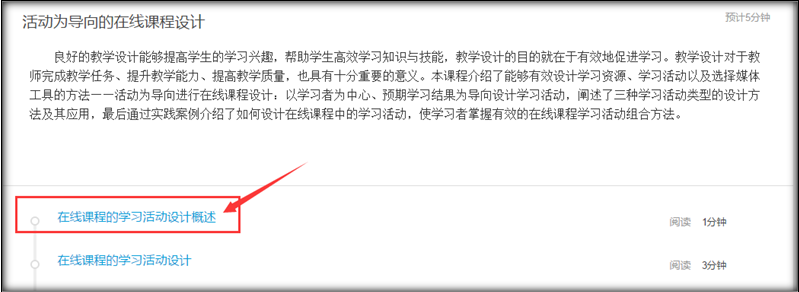 活动为导向的在线课程设计
预计5分钟
良好的教学设计能够提高学生的学习兴趣，帮助学生高效学习知识与技能，教学设计的目的就在于有效地促进学习。教学设计对于教
师完成教学任务、提升教学能力、提高教学质量，也具有十分重要的意义。本课程介绍了能够有效设计学习资源、学习活动以及选择媒体
工具的方法——活动为导向进行在线课程设计：以学习者为中心、预期学习结果为导向设计学习活动，阐述了三种学习活动类型的设计方
法及其应用，最后通过实践案例介绍了如何设计在线课程中的学习活动，使学习者掌握有效的在线课程学习活动组合方法。
在线课程的学习活动设计概述 阅读 1分钟
在线课程的学习活动设计 阅读 3分钟